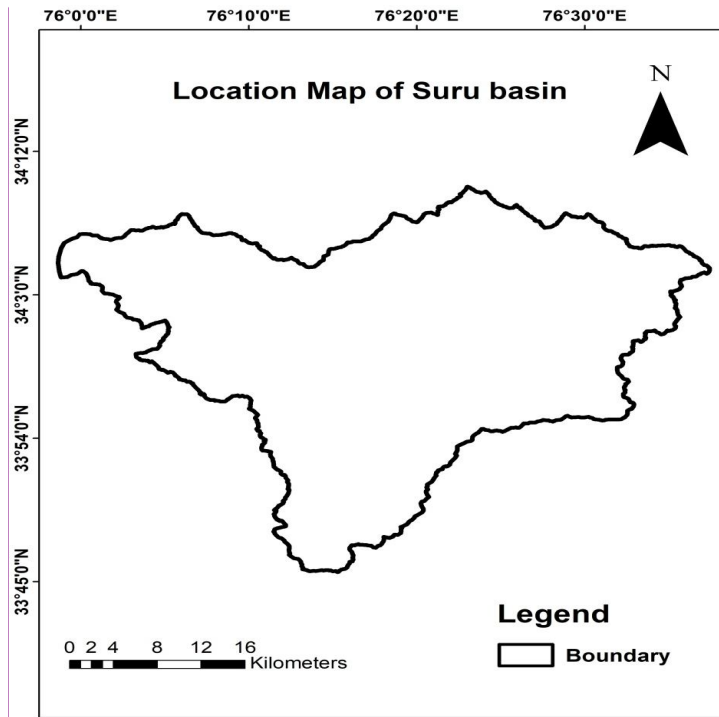 76°0'0"E 76°10'0"E 76°20'0"E 76°30'0"E
Location Map of Suru basin
N
34°12'0"N
34°3'0"N
33°54'0"N
33°45'0"N
Legend
Boundary
0 2 4 8 12 16
Kilometers